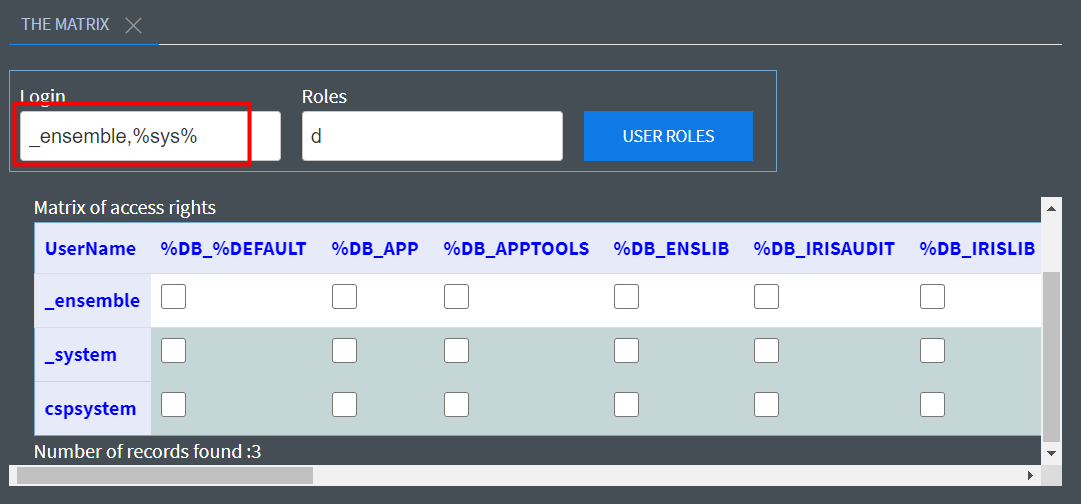 THE MATRIX
Login Roles
_ensemble,%sys% d USER ROLES
Matrix of access rights
UserName %DB_%DEFAULT %DB_APP %DB_APPTOOLS %DB_ENSLIB %DB_IRISAUDIT %DB_IRISLIB
_ensemble
_system
cspsystem
Number of records found :3